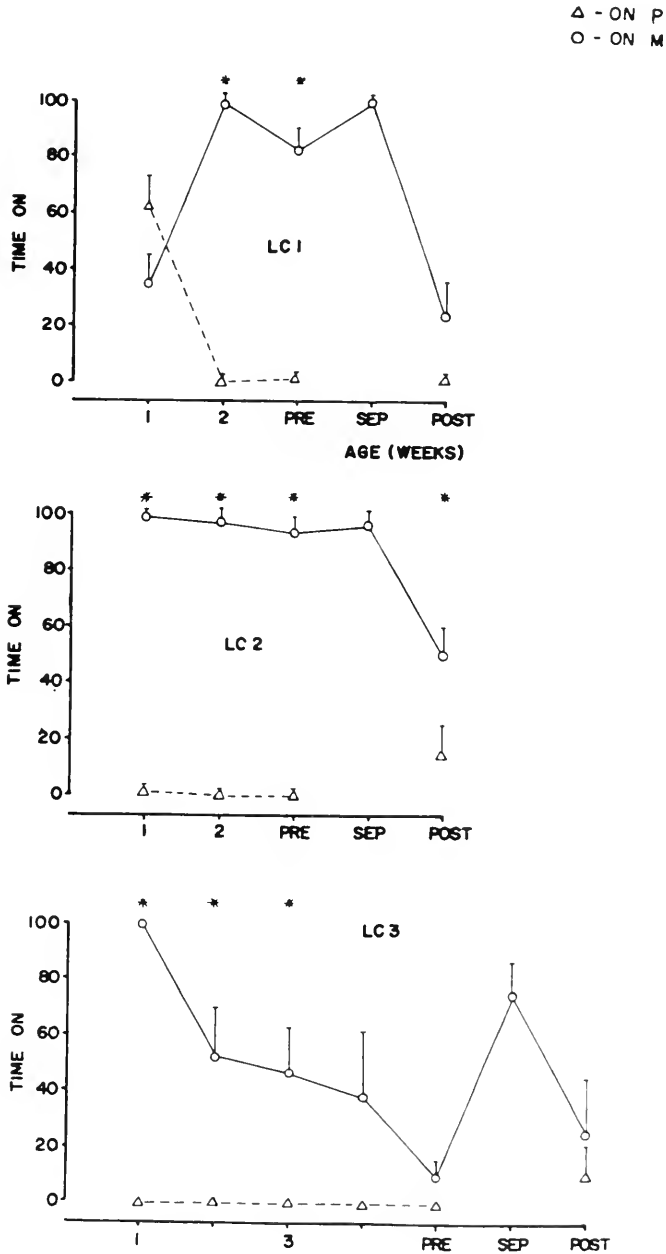 △ - ON P
○ - ON M
* *
100
80
60
40
20
0
TIME ON
LC 1
1 2 PRE SEP POST
AGE (WEEKS)
* * * *
100
80
60
40
20
0
TIME ON
LC 2
1 2 PRE SEP POST
* * *
100
80
60
40
20
0
TIME ON
LC 3
1 3 PRE SEP POST